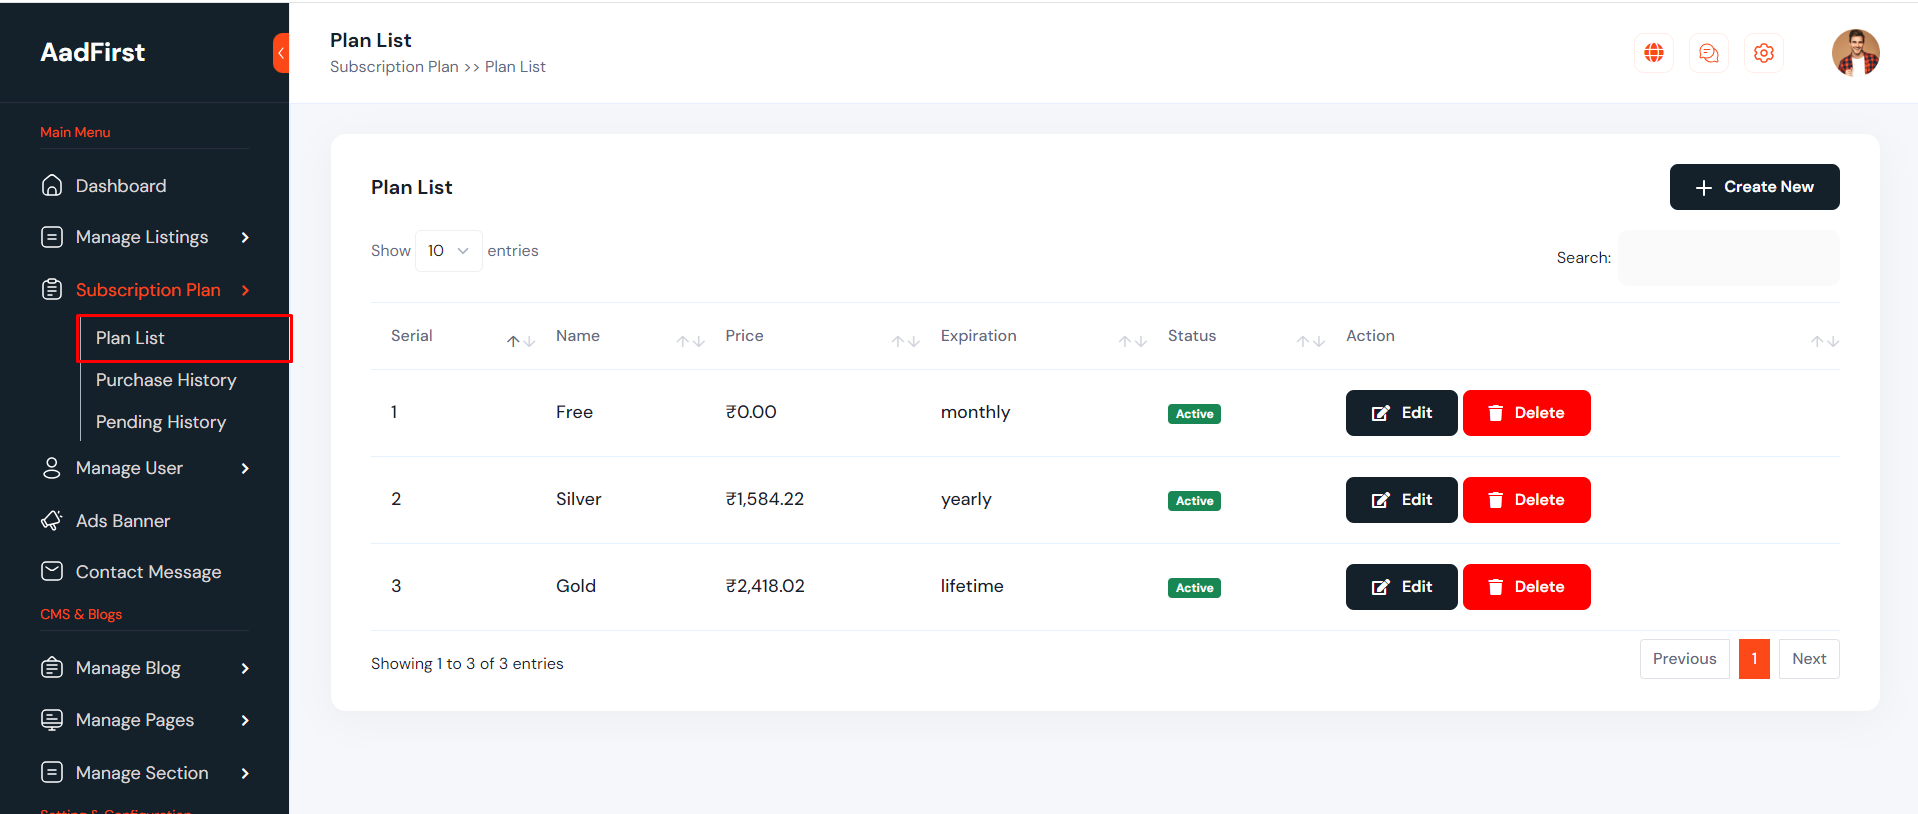 AadFirst
Main Menu
Dashboard
Manage Listings
Subscription Plan
Plan List
Purchase History
Pending History
Manage User
Ads Banner
Contact Message
CMS & Blogs
Manage Blog
Manage Pages
Manage Section
Setting & Configuration
Plan List
Subscription Plan >> Plan List
Plan List
Create New
Show 10 entries
Search:
Serial Name Price Expiration Status Action
1 Free ₹0.00 monthly Active Edit Delete
2 Silver ₹1,584.22 yearly Active Edit Delete
3 Gold ₹2,418.02 lifetime Active Edit Delete
Showing 1 to 3 of 3 entries
Previous 1 Next